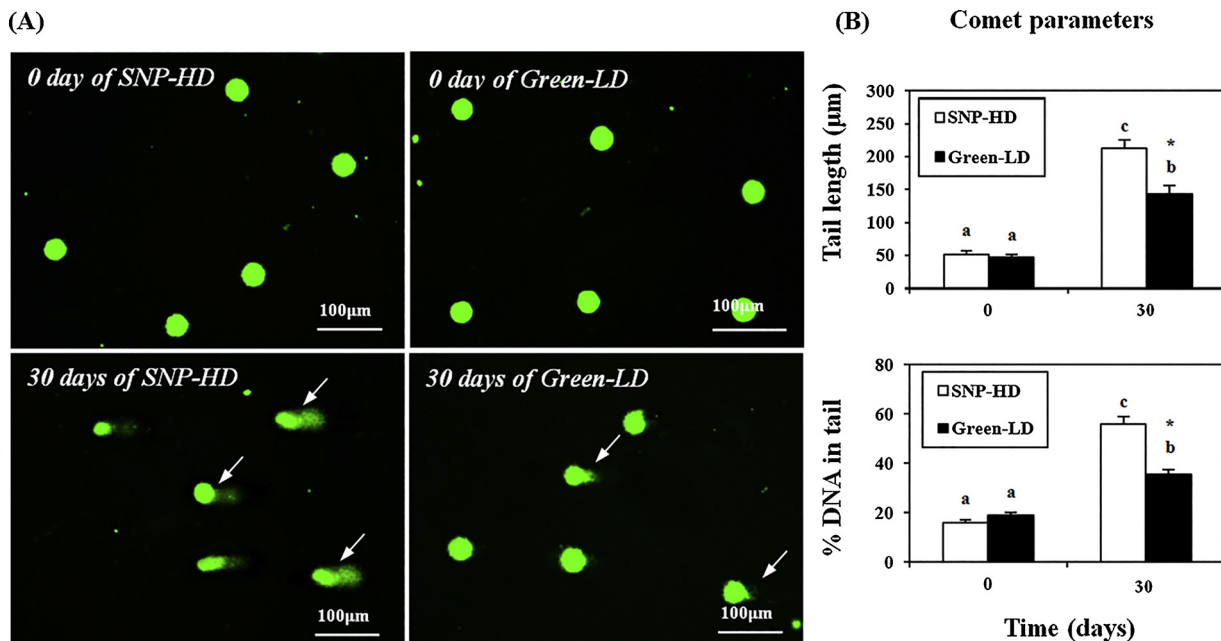 (A)
0 day of SNP-HD
100μm
0 day of Green-LD
100μm
30 days of SNP-HD
100μm
30 days of Green-LD
100μm
(B) Comet parameters
Tail length (μm)
300
250
200
150
100
50
0
SNP-HD
Green-LD
a
a
c
*
b
0
30
% DNA in tail
80
60
40
20
0
SNP-HD
Green-LD
a
a
c
*
b
0
30
Time (days)